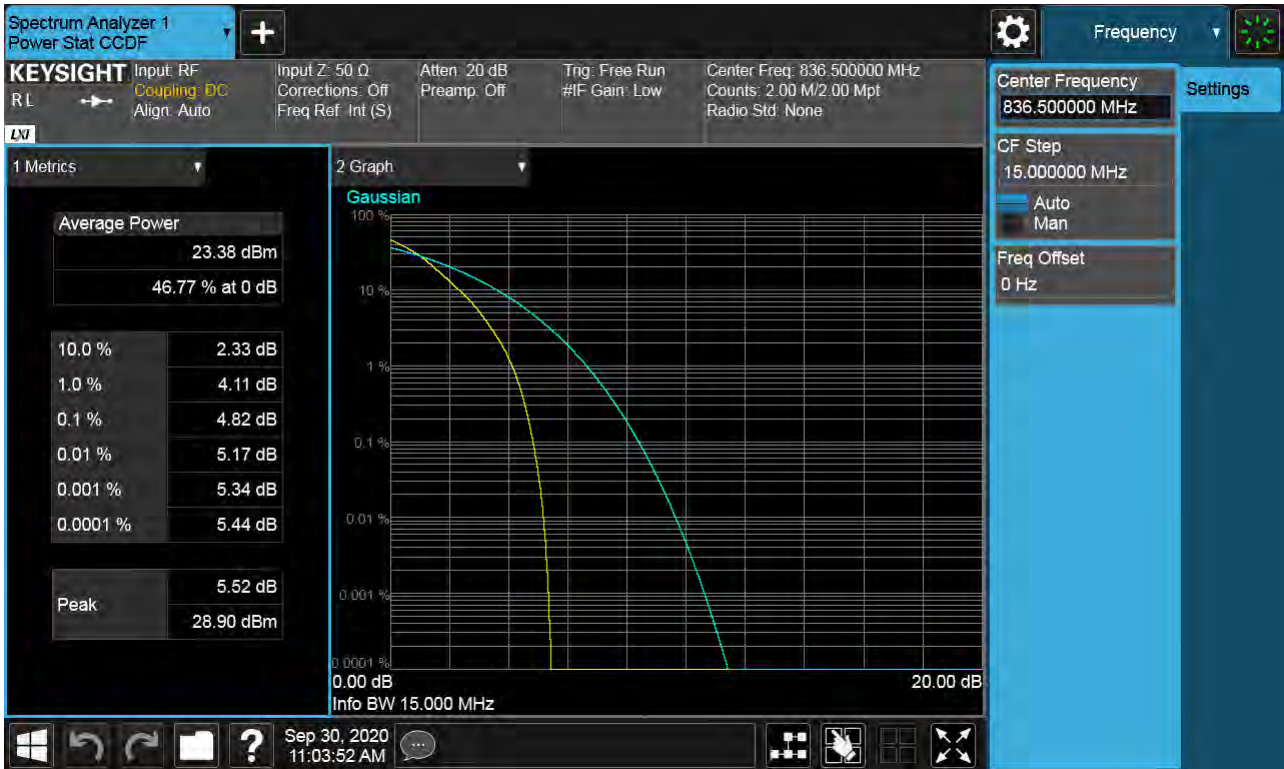 Spectrum Analyzer 1
Power Stat CCDF
+
Frequency
KEYSIGHT
RL
LXI
Input: RF
Coupling: DC
Align: Auto
Input Z: 50 Ω
Corrections: Off
Freq Ref: Int (S)
Atten: 20 dB
Preamp: Off
Trig: Free Run
#IF Gain: Low
Center Freq: 836.500000 MHz
Counts: 2.00 M/2.00 Mpt
Radio Std: None
Center Frequency
836.500000 MHz
Settings
CF Step
15.000000 MHz
Auto
Man
Freq Offset
0 Hz
1 Metrics
Average Power
23.38 dBm
46.77 % at 0 dB
10.0 % 2.33 dB
1.0 % 4.11 dB
0.1 % 4.82 dB
0.01 % 5.17 dB
0.001 % 5.34 dB
0.0001 % 5.44 dB
Peak
5.52 dB
28.90 dBm
2 Graph
Gaussian
100 %
10 %
1 %
0.1 %
0.01 %
0.001 %
0.0001 %
0.00 dB 20.00 dB
Info BW 15.000 MHz
?
Sep 30, 2020
11:03:52 AM